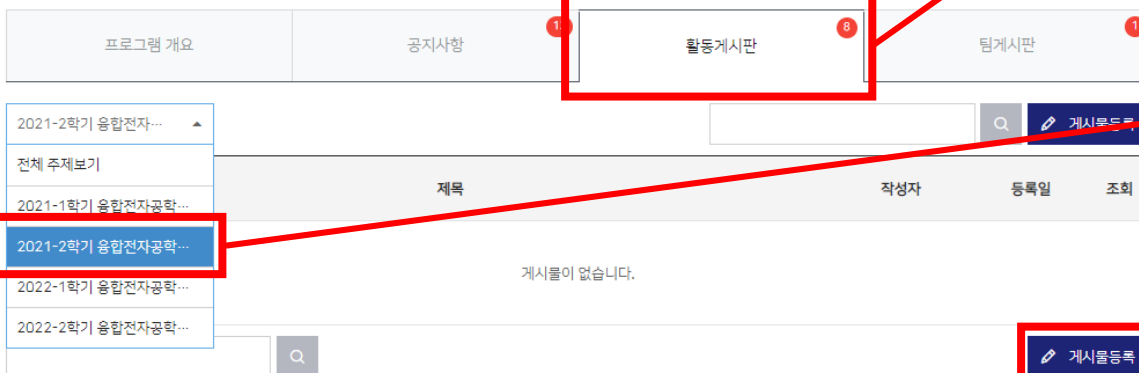 프로그램 개요
공지사항
활동게시판
8
팀게시판
2021-2학기 융합전자…
게시물등록
전체 주제보기
제목
작성자
등록일
조회
2021-1학기 융합전자공학…
2021-2학기 융합전자공학…
게시물이 없습니다.
2022-1학기 융합전자공학…
2022-2학기 융합전자공학…
게시물등록